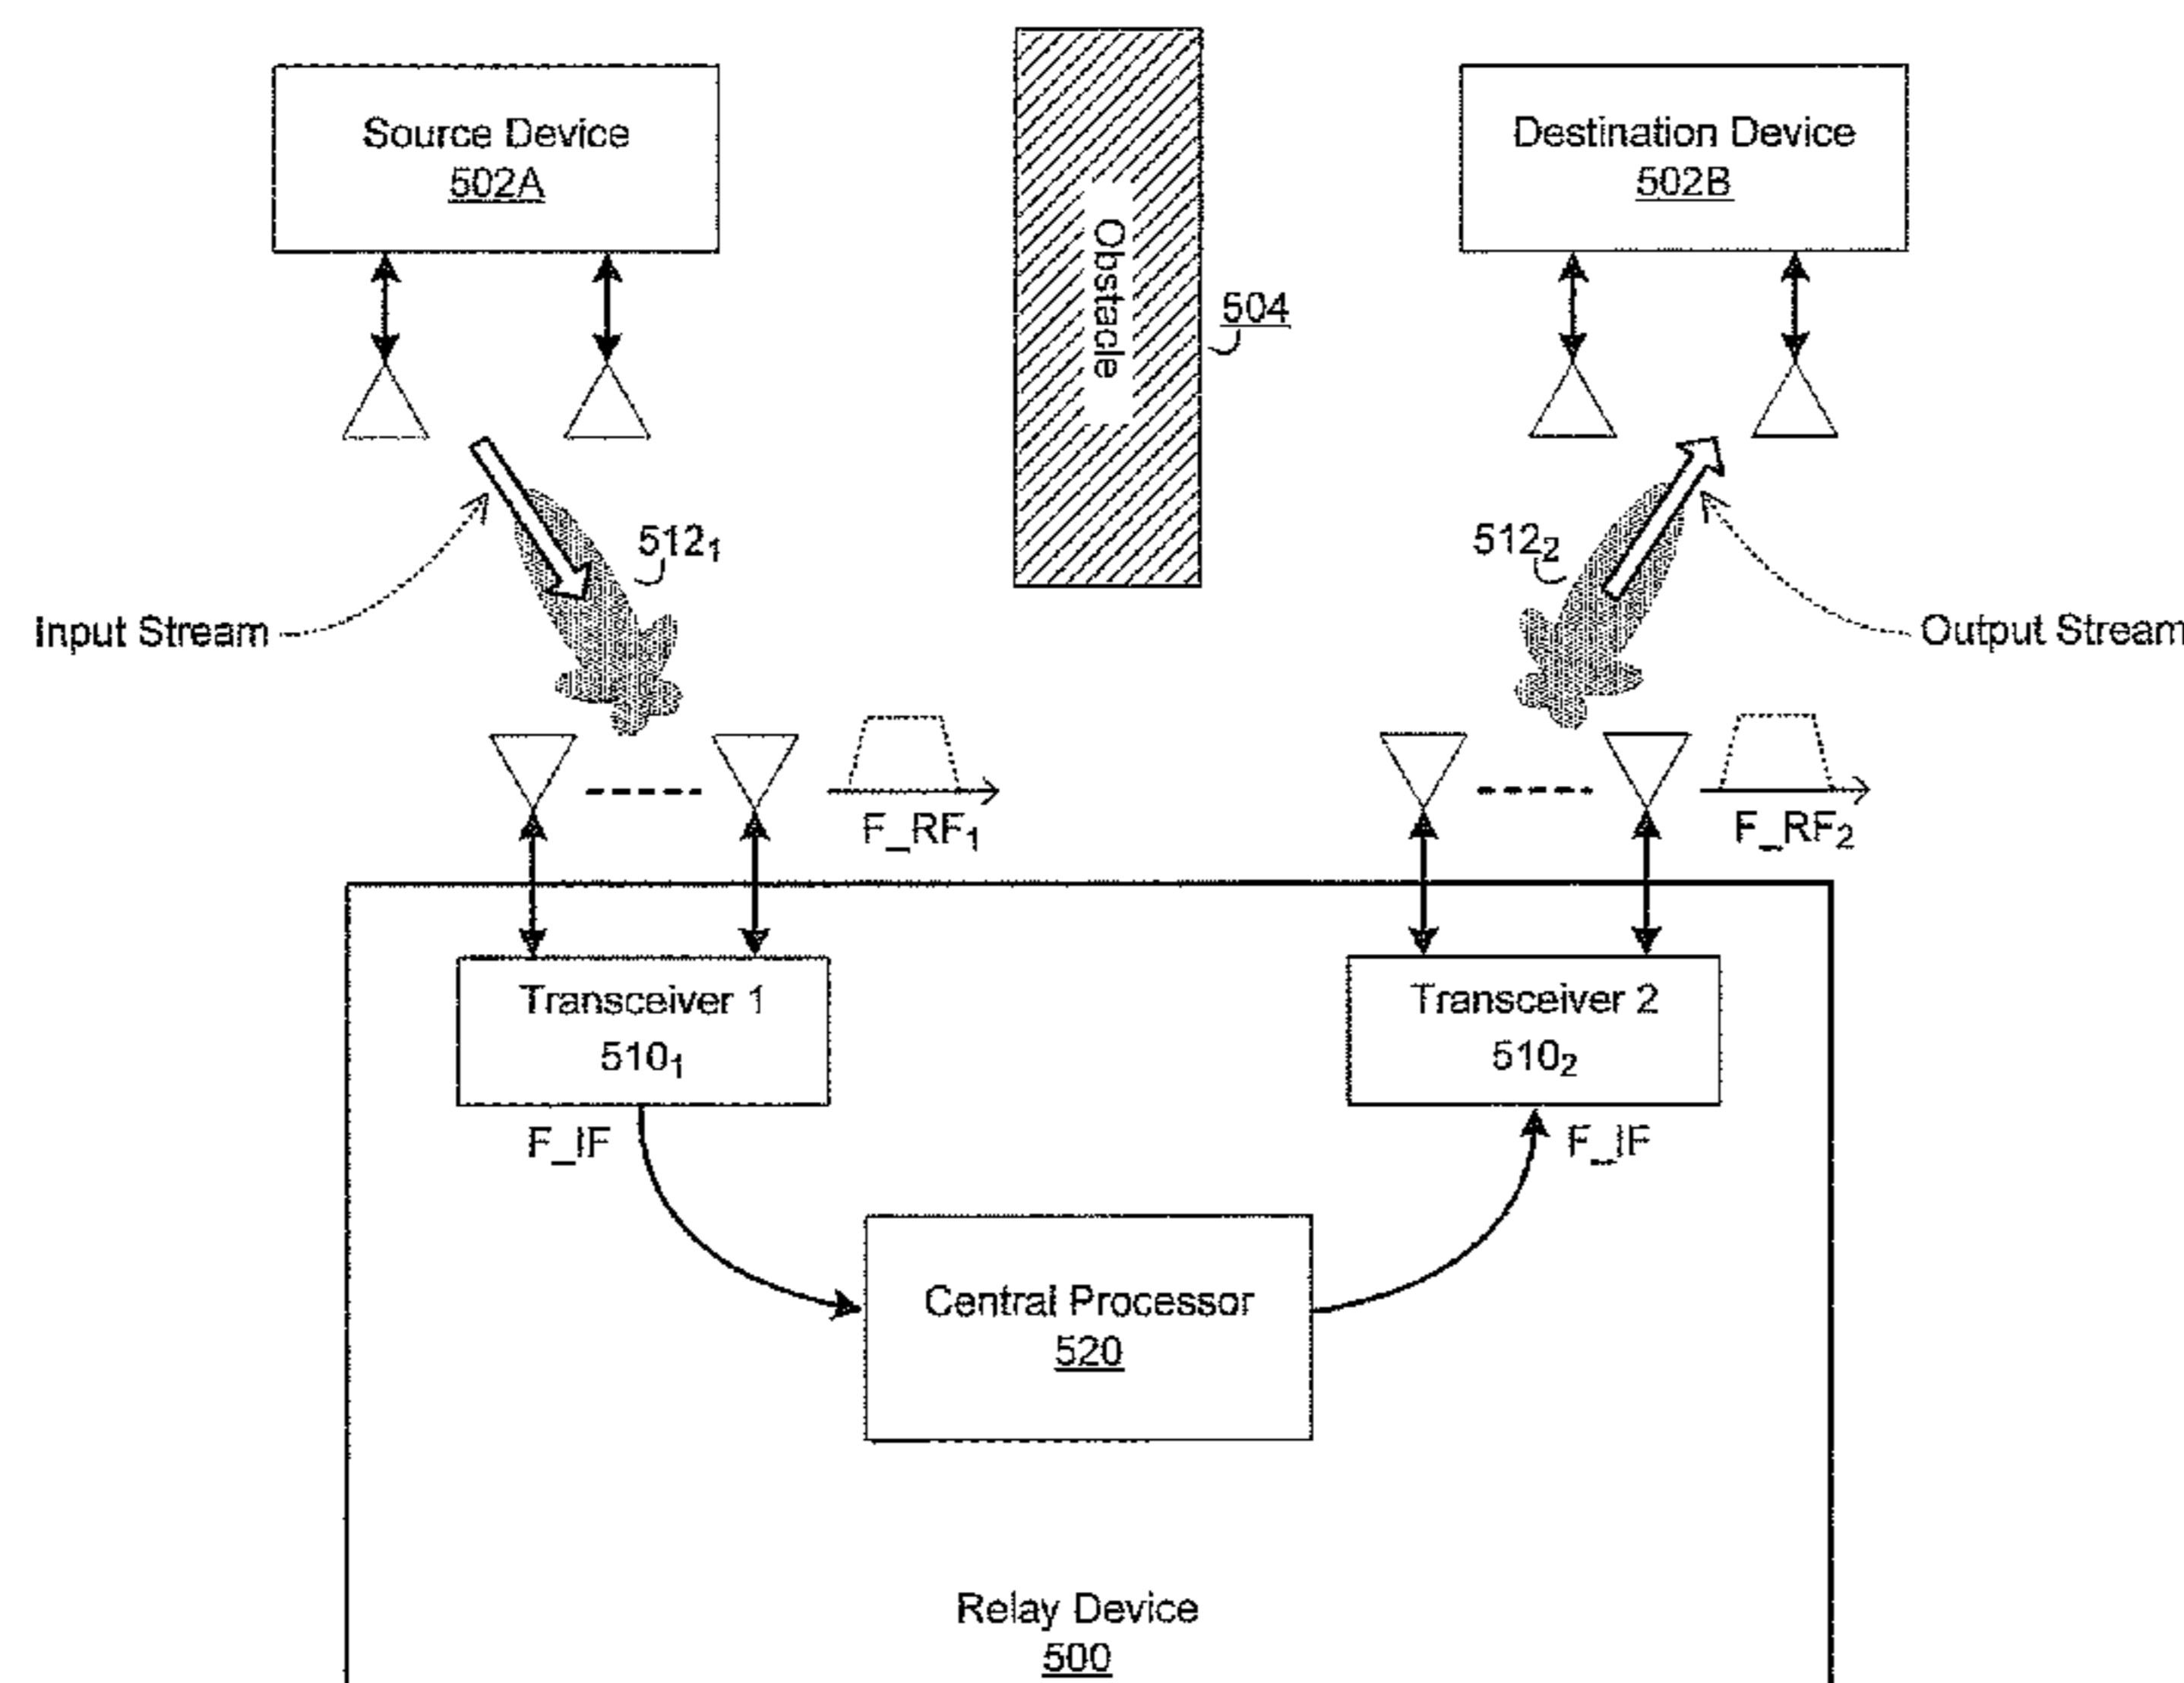 Source Device
502A
Destination Device
502B
Obstacle
504
512₁
512₂
Input Stream
Output Stream
F_RF₁
F_RF₂
Transceiver 1
510₁
Transceiver 2
510₂
F_IF
F_IF
Central Processor
520
Relay Device
500